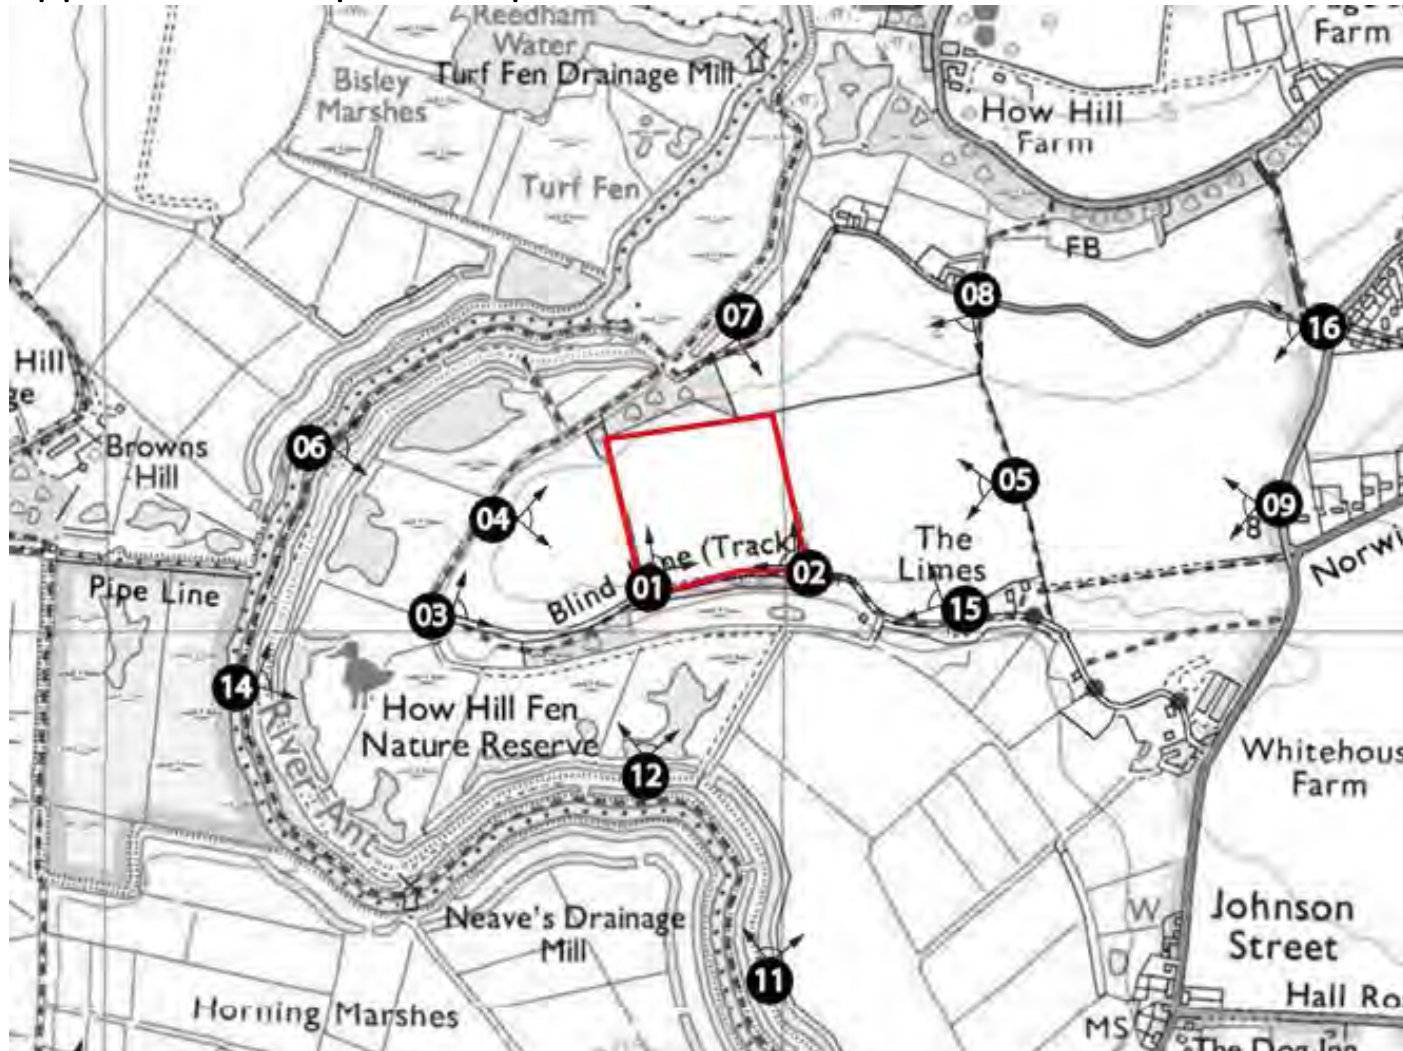 Reedham
Water
Turf Fen Drainage Mill
Bisley
Marshes
Farm
How Hill
Farm
Turf Fen
FB
07
08
16
Hill
Browns
Hill
06
04
05
09
The
Limes
Blind
(Track)
01
02
03
15
Pipe Line
14
How Hill Fen
Nature Reserve
River Ant
12
Whitehous
Farm
Norwi
Neave's Drainage
Mill
11
W
Johnson
Street
Horning Marshes
Hall Ro
MS
The Dog Inn